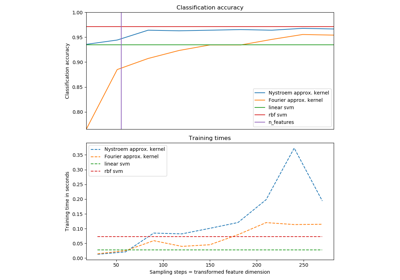 Classification accuracy
1.00
0.95
0.90
0.85
0.80
Classification accuracy
Nystroem approx. kernel
Fourier approx. kernel
linear svm
rbf svm
n_features
Training times
0.35
0.30
0.25
0.20
0.15
0.10
0.05
0.00
Training time in seconds
Nystroem approx. kernel
Fourier approx. kernel
linear svm
rbf svm
50 100 150 200 250
Sampling steps = transformed feature dimension